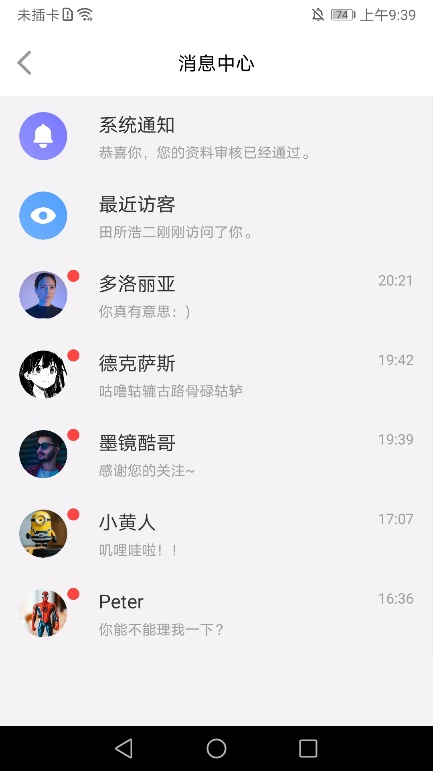 未插卡 74 上午9:39
消息中心
系统通知
恭喜你，您的资料审核已经通过。
最近访客
田所浩二刚刚访问了你。
多洛丽亚 20:21
你真有意思：)
德克萨斯 19:42
咕噜轱辘古路骨碌轱轳
墨镜酷哥 19:39
感谢您的关注~
小黄人 17:07
叽哩哇啦！！
Peter 16:36
你能不能理我一下？